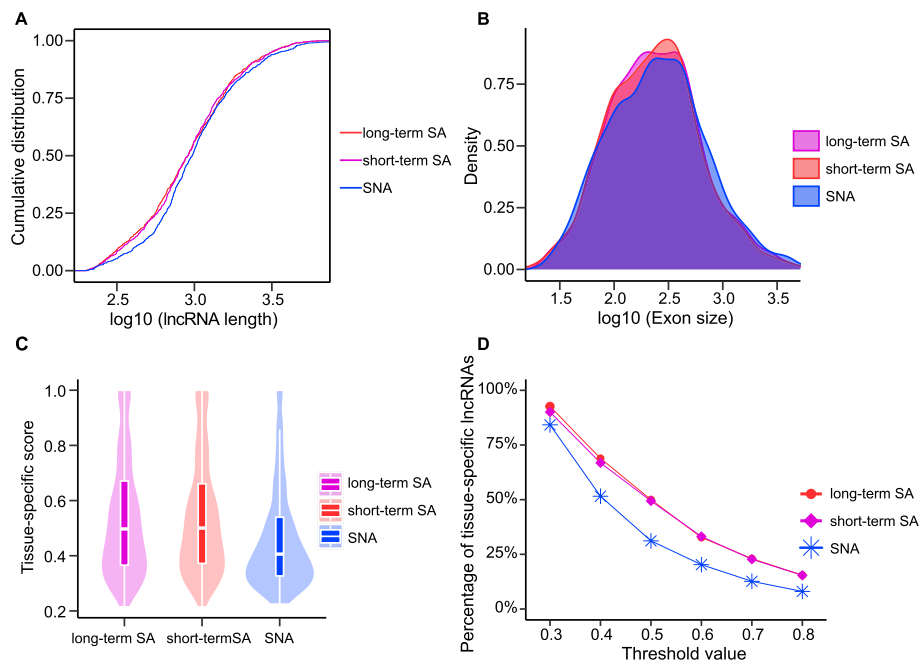 A
Cumulative distribution
1.00
0.75
0.50
0.25
0.00
2.5 3.0 3.5
log10 (lncRNA length)
long-term SA
short-term SA
SNA
B
Density
0.75
0.50
0.25
0.00
1.5 2.0 2.5 3.0 3.5
log10 (Exon size)
long-term SA
short-term SA
SNA
C
Tissue-specific score
1.0
0.8
0.6
0.4
0.2
long-term SA short-termSA SNA
long-term SA
short-term SA
SNA
D
Percentage of tissue-specific lncRNAs
100%
75%
50%
25%
0%
0.3 0.4 0.5 0.6 0.7 0.8
Threshold value
long-term SA
short-term SA
SNA